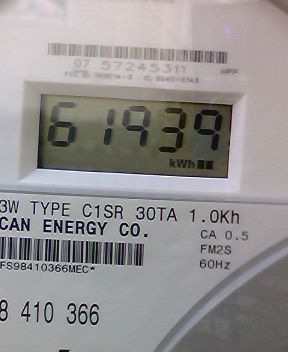 07 57245311
61939
kWh
3W TYPE C1SR 30TA 1.0Kh
CAN ENERGY CO.
CA 0.5
FM2S
60Hz
FS98410366MEC*
8 410 366